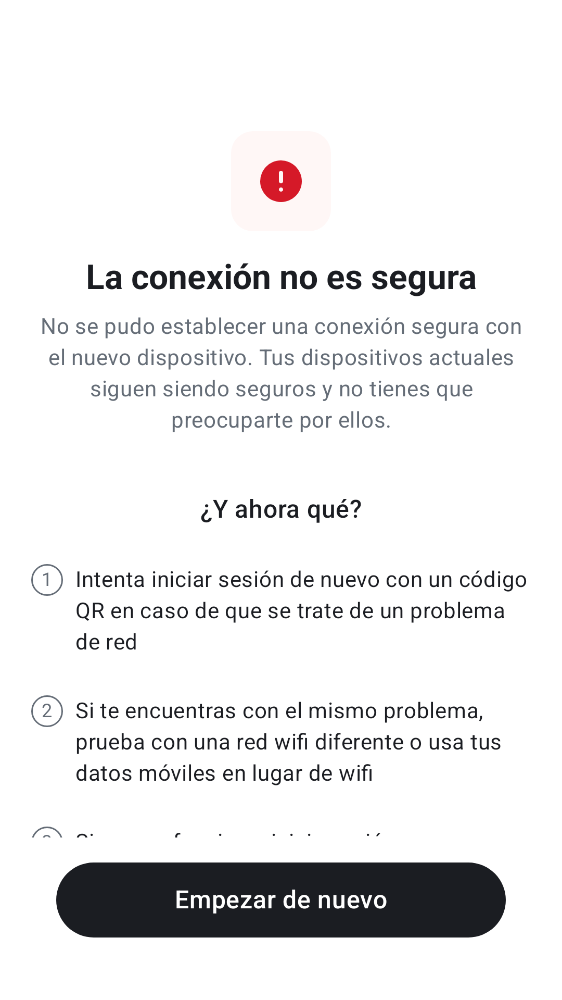 La conexión no es segura
No se pudo establecer una conexión segura con
el nuevo dispositivo. Tus dispositivos actuales
siguen siendo seguros y no tienes que
preocuparte por ellos.
¿Y ahora qué?
1 Intenta iniciar sesión de nuevo con un código
QR en caso de que se trate de un problema
de red
2 Si te encuentras con el mismo problema,
prueba con una red wifi diferente o usa tus
datos móviles en lugar de wifi
Empezar de nuevo